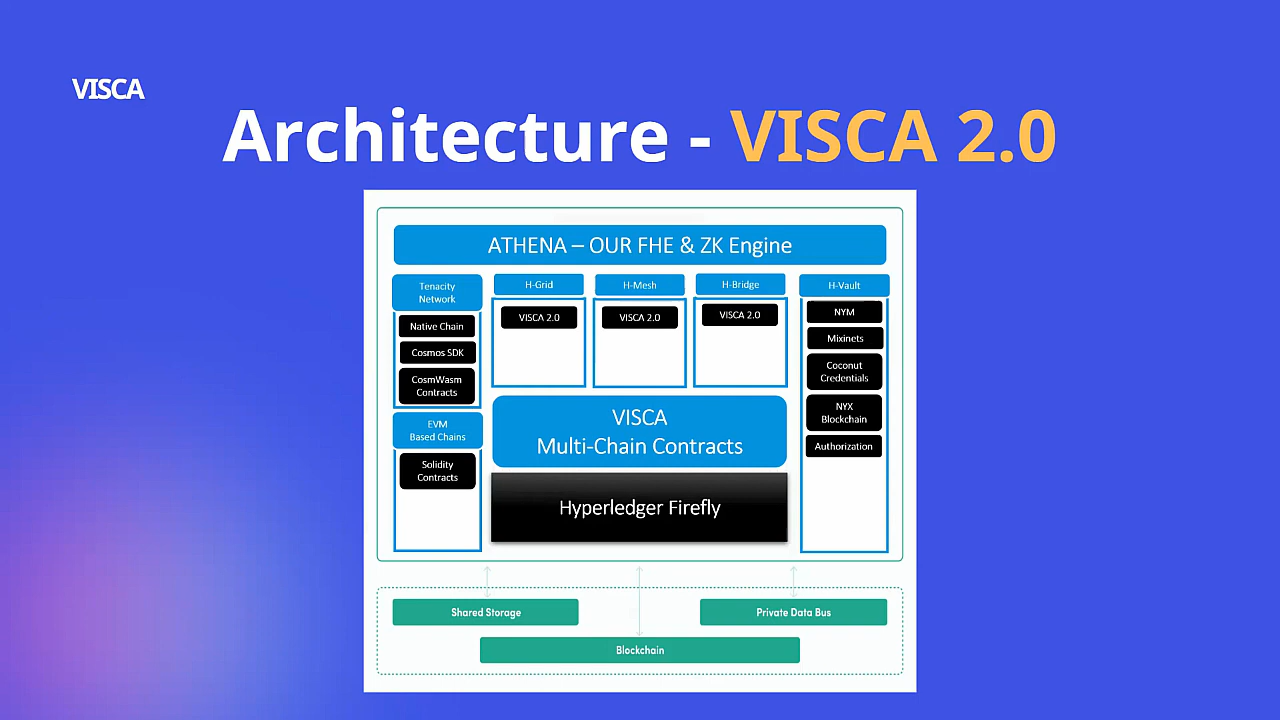 VISCA
Architecture - VISCA 2.0
ATHENA – OUR FHE & ZK Engine
Tenacity
Network
Native Chain
Cosmos SDK
CosmWasm
Contracts
EVM
Based Chains
Solidity
Contracts
H-Grid
VISCA 2.0
H-Mesh
VISCA 2.0
H-Bridge
VISCA 2.0
VISCA
Multi-Chain Contracts
Hyperledger Firefly
H-Vault
NYM
Mixinets
Coconut
Credentials
NYX
Blockchain
Authorization
Shared Storage
Private Data Bus
Blockchain